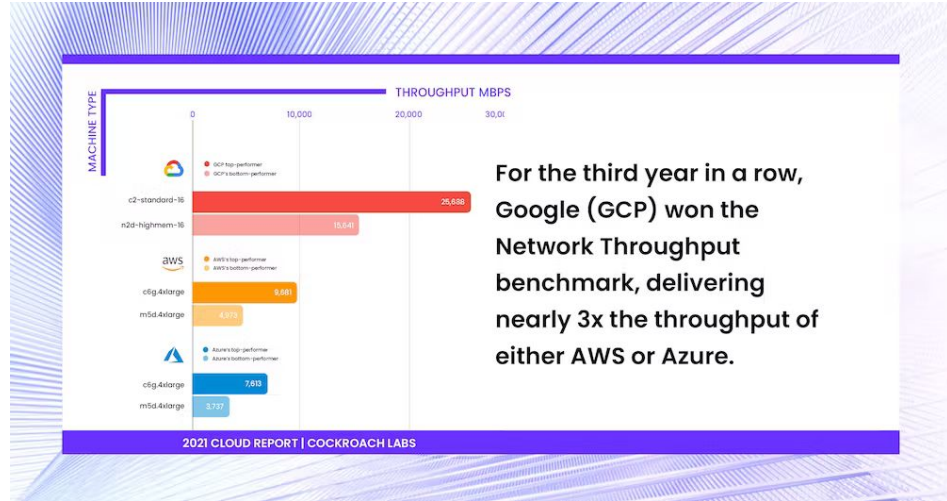 THROUGHPUT MBPS
MACHINE TYPE
0 10,000 20,000 30,0(
GCP top-performer
GCP's bottom-performer
c2-standard-16 25,688
n2d-highmem-16 15,641
aws
AWS's top-performer
AWS's bottom-performer
c6g.4xlarge 9,681
m5d.4xlarge 4,973
Azure's top-performer
Azure's bottom-performer
c6g.4xlarge 7,613
m5d.4xlarge 3,737
For the third year in a row,
Google (GCP) won the
Network Throughput
benchmark, delivering
nearly 3x the throughput of
either AWS or Azure.
2021 CLOUD REPORT | COCKROACH LABS